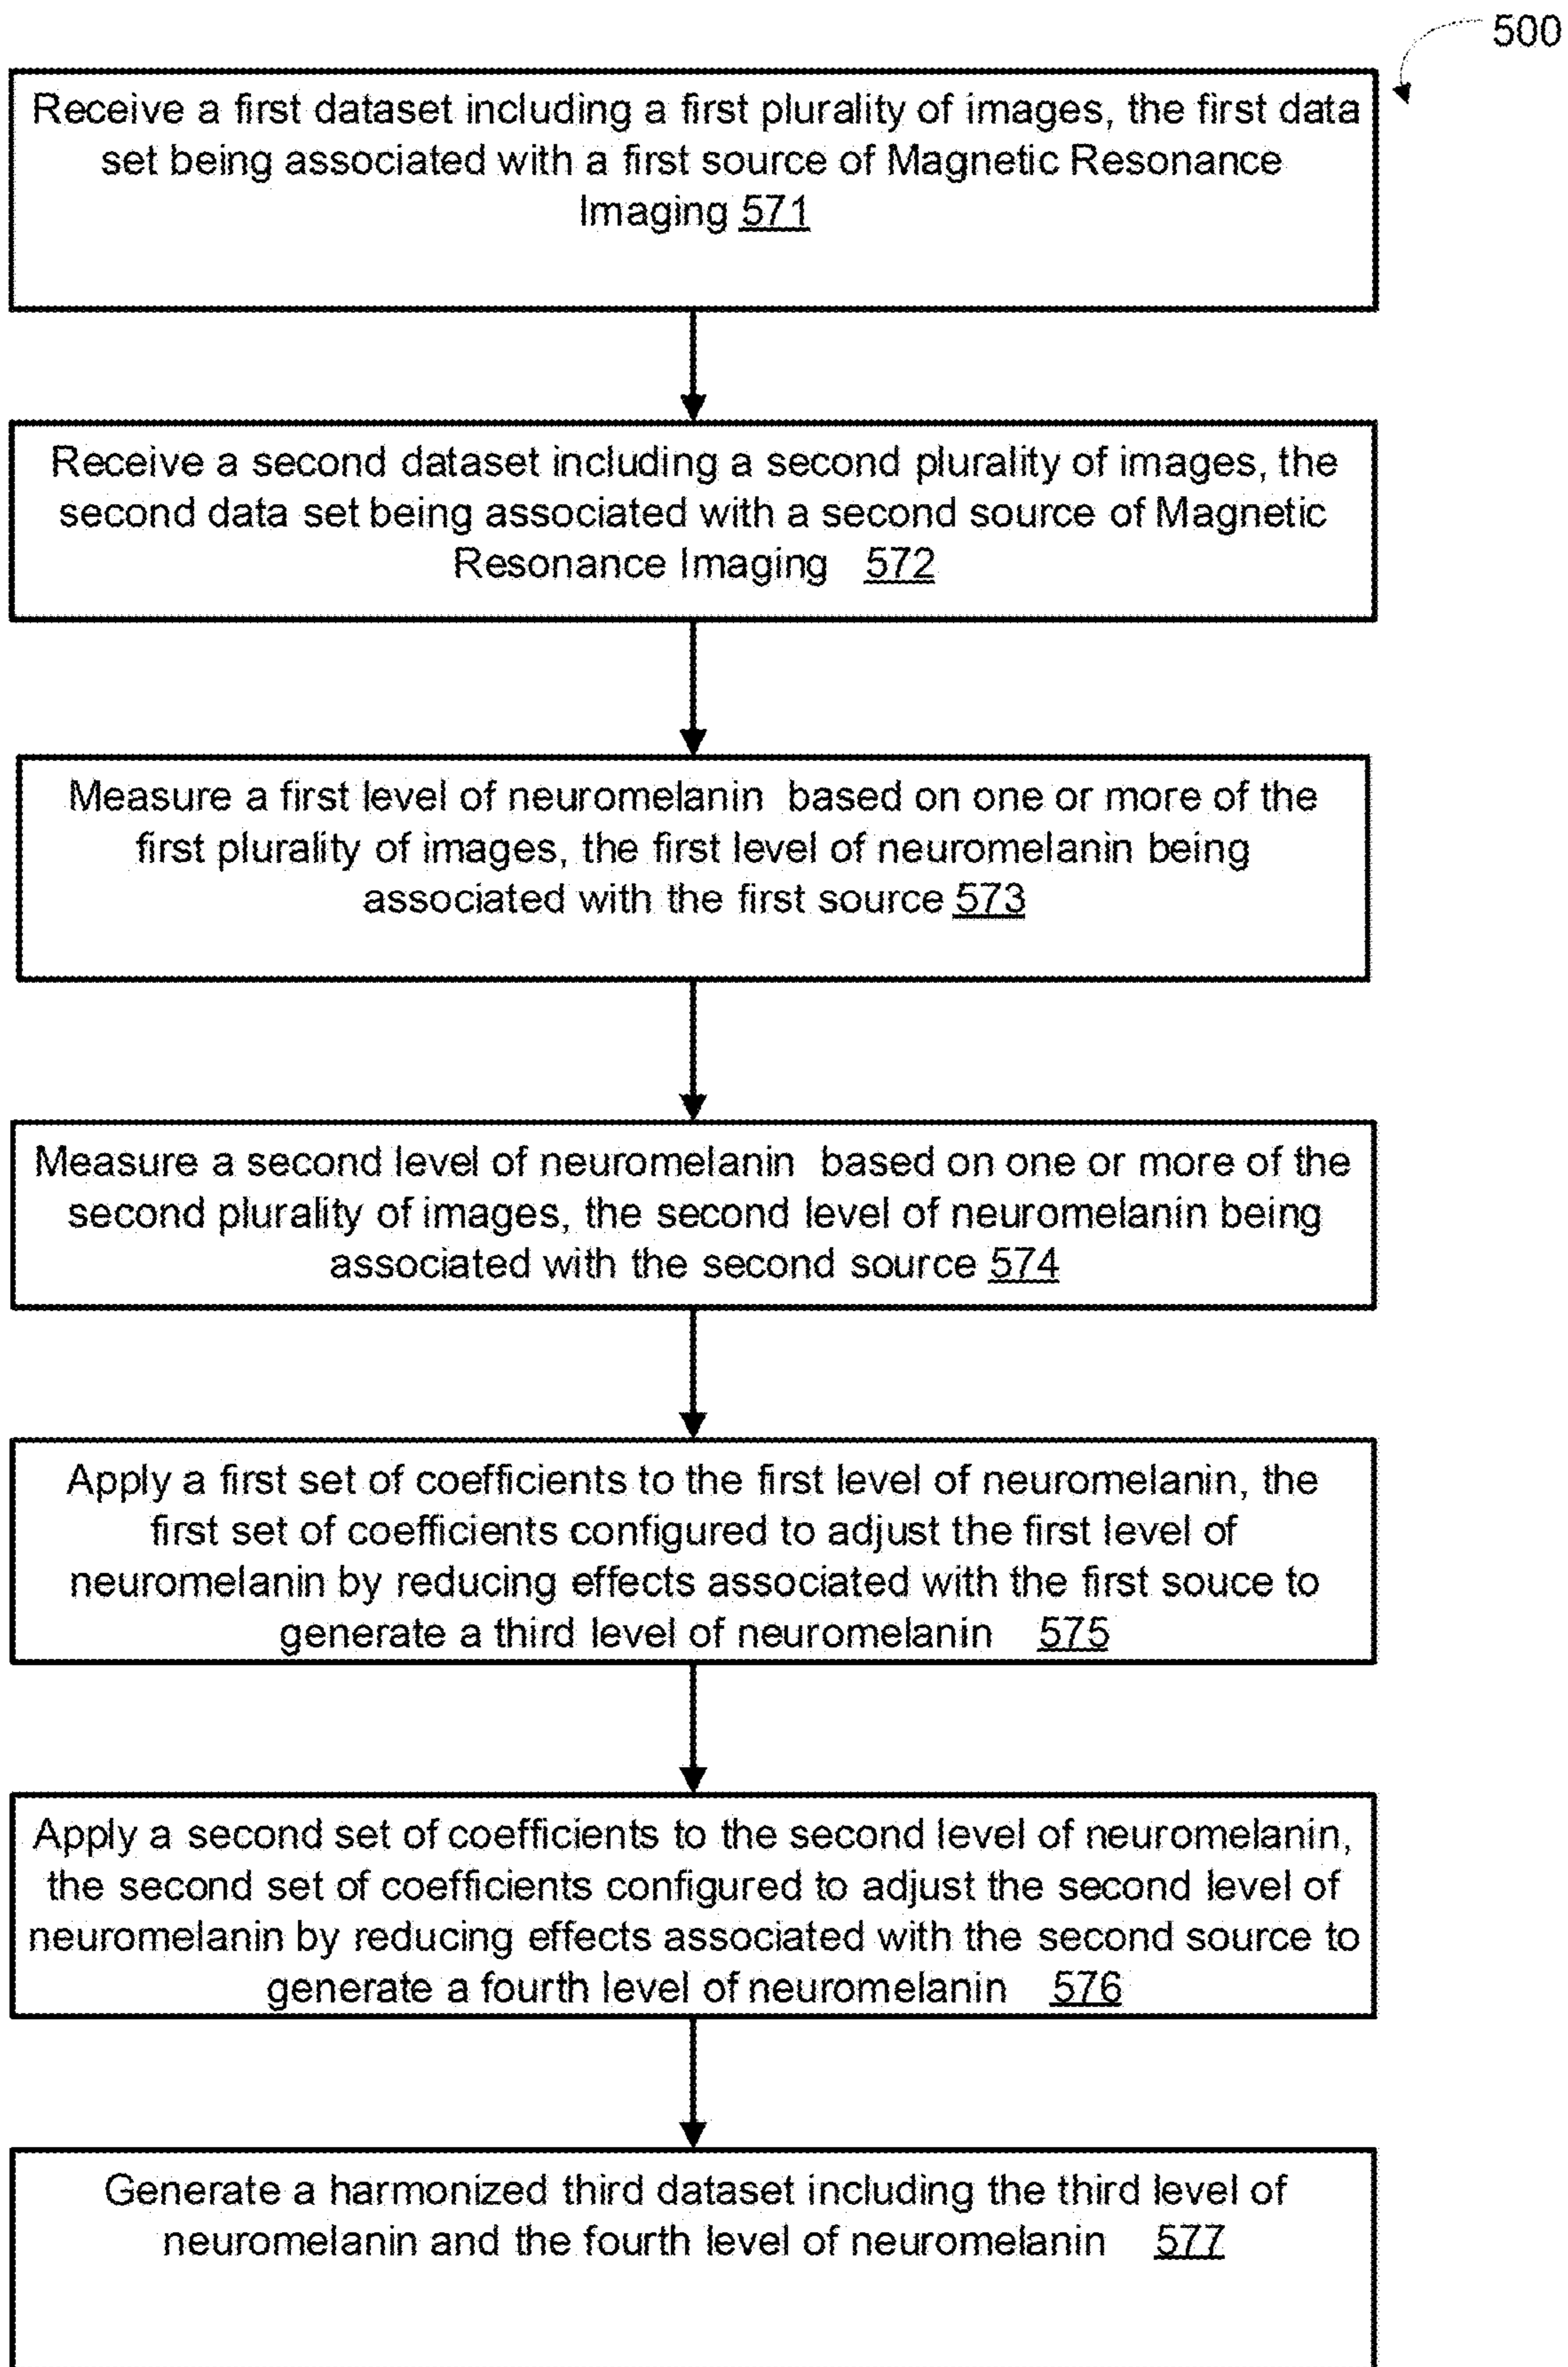 500
Receive a first dataset including a first plurality of images, the first data
set being associated with a first source of Magnetic Resonance
Imaging 571
Receive a second dataset including a second plurality of images, the
second data set being associated with a second source of Magnetic
Resonance Imaging 572
Measure a first level of neuromelanin based on one or more of the
first plurality of images, the first level of neuromelanin being
associated with the first source 573
Measure a second level of neuromelanin based on one or more of the
second plurality of images, the second level of neuromelanin being
associated with the second source 574
Apply a first set of coefficients to the first level of neuromelanin, the
first set of coefficients configured to adjust the first level of
neuromelanin by reducing effects associated with the first souce to
generate a third level of neuromelanin 575
Apply a second set of coefficients to the second level of neuromelanin,
the second set of coefficients configured to adjust the second level of
neuromelanin by reducing effects associated with the second source to
generate a fourth level of neuromelanin 576
Generate a harmonized third dataset including the third level of
neuromelanin and the fourth level of neuromelanin 577